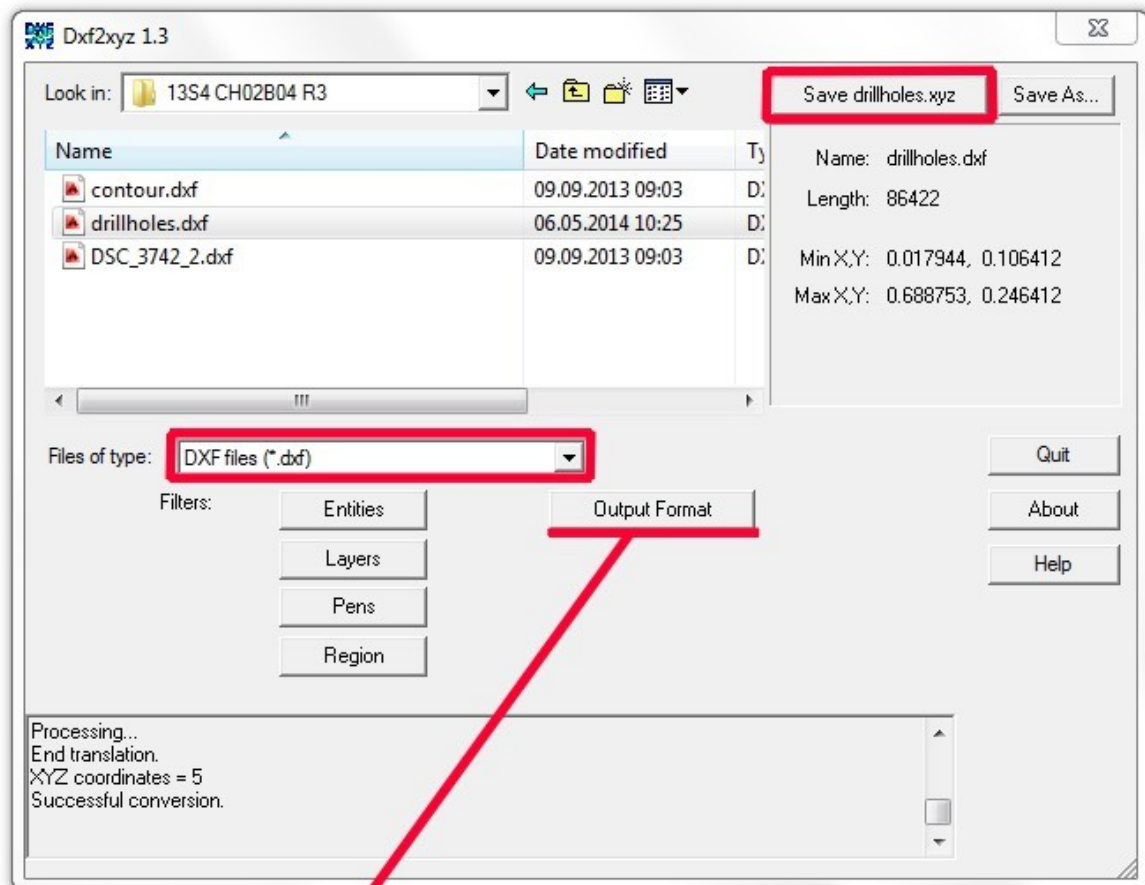 Dxf2xyz 1.3
Look in: 13S4 CH02B04 R3
Save drillholes.xyz Save As...
Name Date modified Ty
contour.dxf 09.09.2013 09:03 D
drillholes.dxf 06.05.2014 10:25 D
DSC_3742_2.dxf 09.09.2013 09:03 D
Name: drillholes.dxf
Length: 86422
Min X,Y: 0.017944, 0.106412
Max X,Y: 0.688753, 0.246412
Files of type: DXF files (*.dxf)
Quit
Filters: Entities Output Format About
Layers Help
Pens
Region
Processing...
End translation.
XYZ coordinates = 5
Successful conversion.